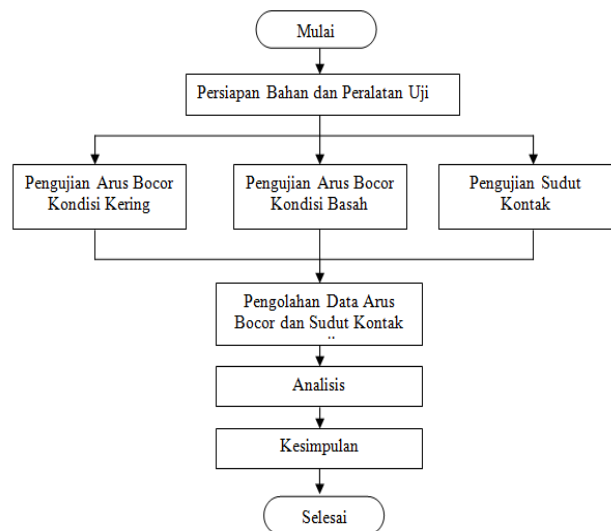 Mulai
Persiapan Bahan dan Peralatan Uji
Pengujian Arus Bocor
Kondisi Kering
Pengujian Arus Bocor
Kondisi Basah
Pengujian Sudut
Kontak
Pengolahan Data Arus
Bocor dan Sudut Kontak
Analisis
Kesimpulan
Selesai